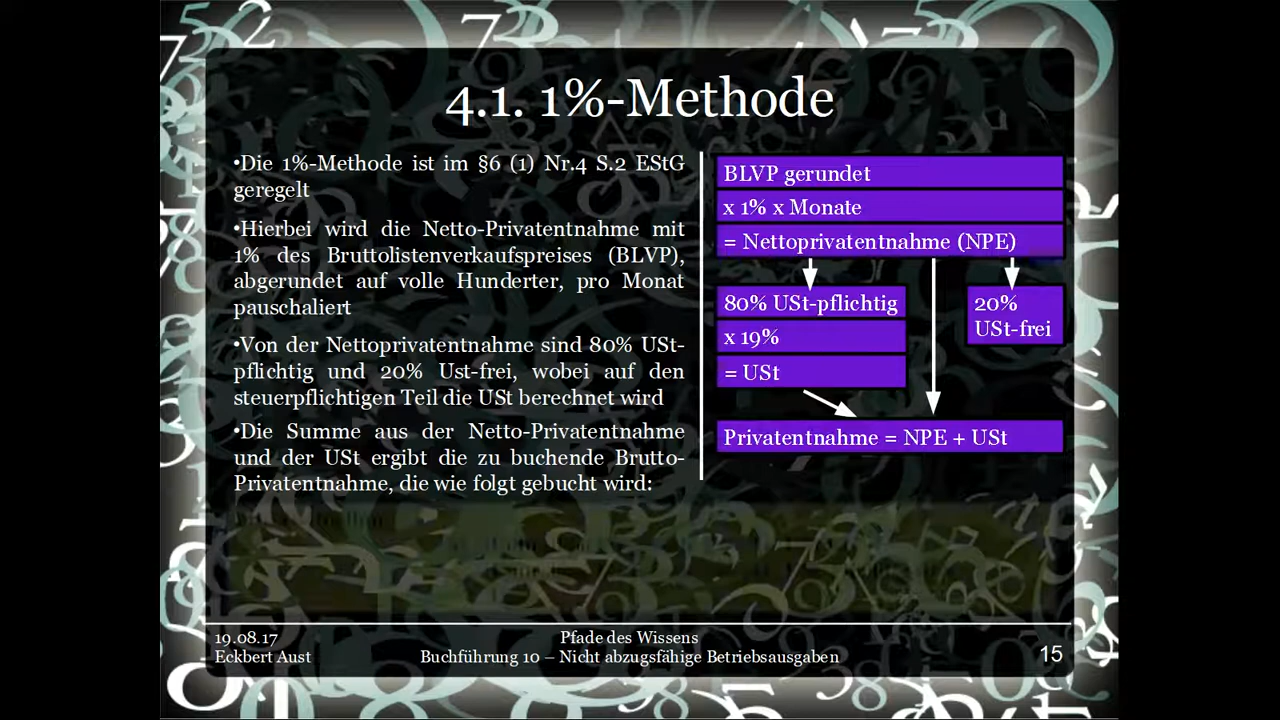 4.1. 1%-Methode
•Die 1%-Methode ist im §6 (1) Nr.4 S.2 EStG
geregelt
•Hierbei wird die Netto-Privatentnahme mit
1% des Bruttolistenverkaufspreises (BLVP),
abgerundet auf volle Hunderter, pro Monat
pauschaliert
•Von der Nettoprivatentnahme sind 80% USt-
pflichtig und 20% Ust-frei, wobei auf den
steuerpflichtigen Teil die USt berechnet wird
•Die Summe aus der Netto-Privatentnahme
und der USt ergibt die zu buchende Brutto-
Privatentnahme, die wie folgt gebucht wird:
BLVP gerundet
x 1% x Monate
= Nettoprivatentnahme (NPE)
80% USt-pflichtig
x 19%
= USt
20%
USt-frei
Privatentnahme = NPE + USt
19.08.17
Eckbert Aust
Pfade des Wissens
Buchführung 10 – Nicht abzugsfähige Betriebsausgaben
15